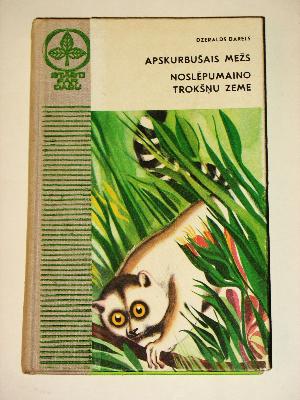 DŽERALDS DARELS
APSKURBUŠAIS MEŽS
NOSLĒPUMAINO
TROKŠŅU ZEME